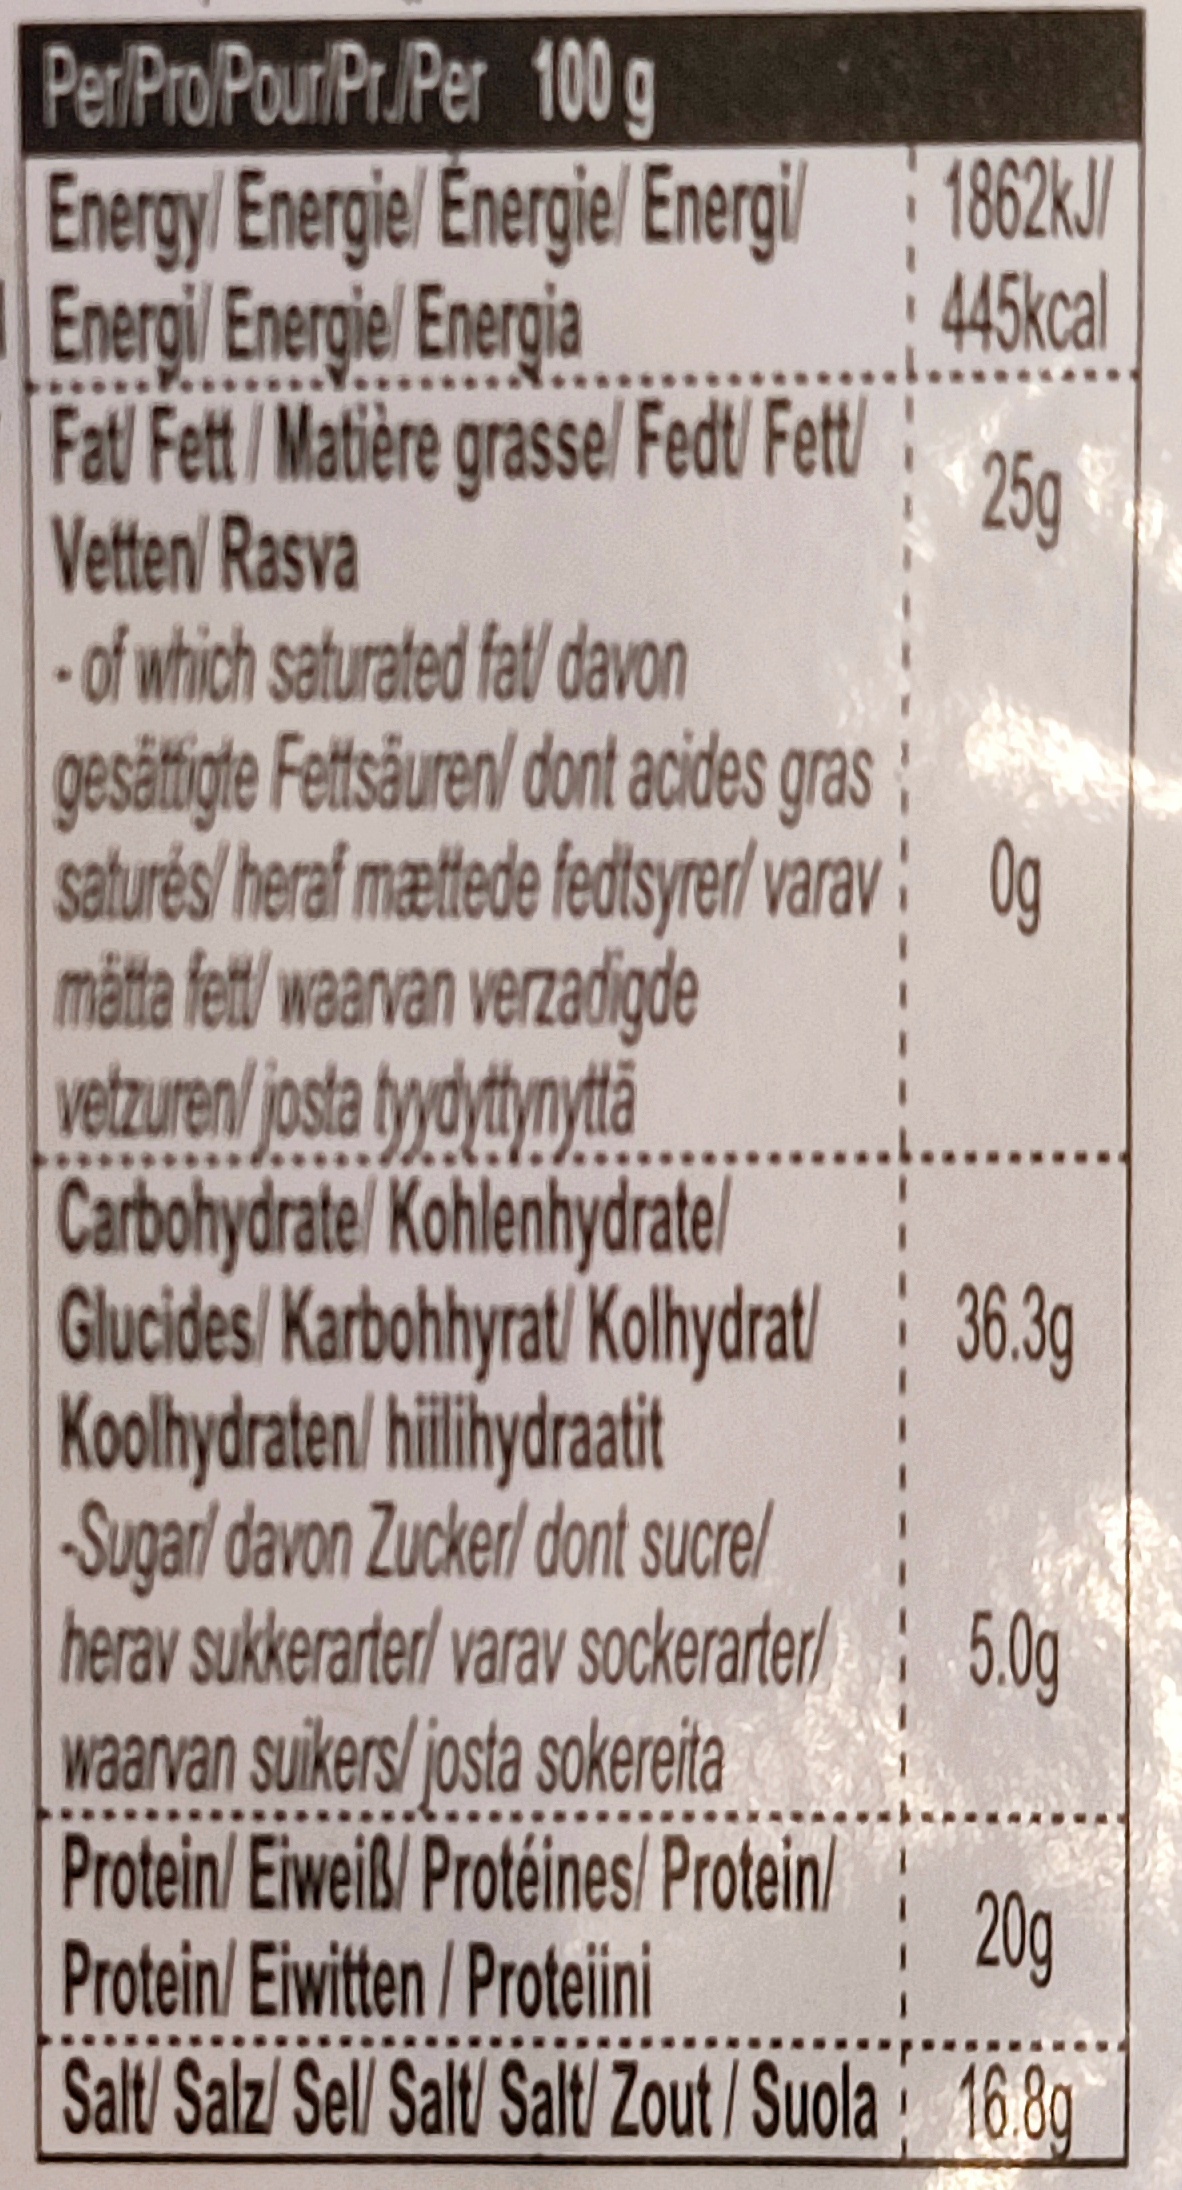 Per/Pro/Pour/Pr./Per 100 g
Energy/ Energie/ Énergie/ Energi/ 1862kJ/
Energi/ Energie/ Energia 445kcal
Fat/ Fett / Matière grasse/ Fedt/ Fett/ 25g
Vetten/ Rasva
- of which saturated fat/ davon
gesättigte Fettsäuren/ dont acides gras
saturés/ heraf mættede fedtsyrer/ varav 0g
mätta fett/ waarvan verzadigde
vetzuren/ josta tyydyttynyttä
Carbohydrate/ Kohlenhydrate/
Glucides/ Karbohhyrat/ Kolhydrat/ 36.3g
Koolhydraten/ hiilihydraatit
-Sugar/ davon Zucker/ dont sucre/
herav sukkerarter/ varav sockerarter/ 5.0g
waarvan suikers/ josta sokereita
Protein/ Eiweiß/ Protéines/ Protein/ 20g
Protein/ Eiwitten / Proteiini
Salt/ Salz/ Sel/ Salt/ Salt/ Zout / Suola 16.8g